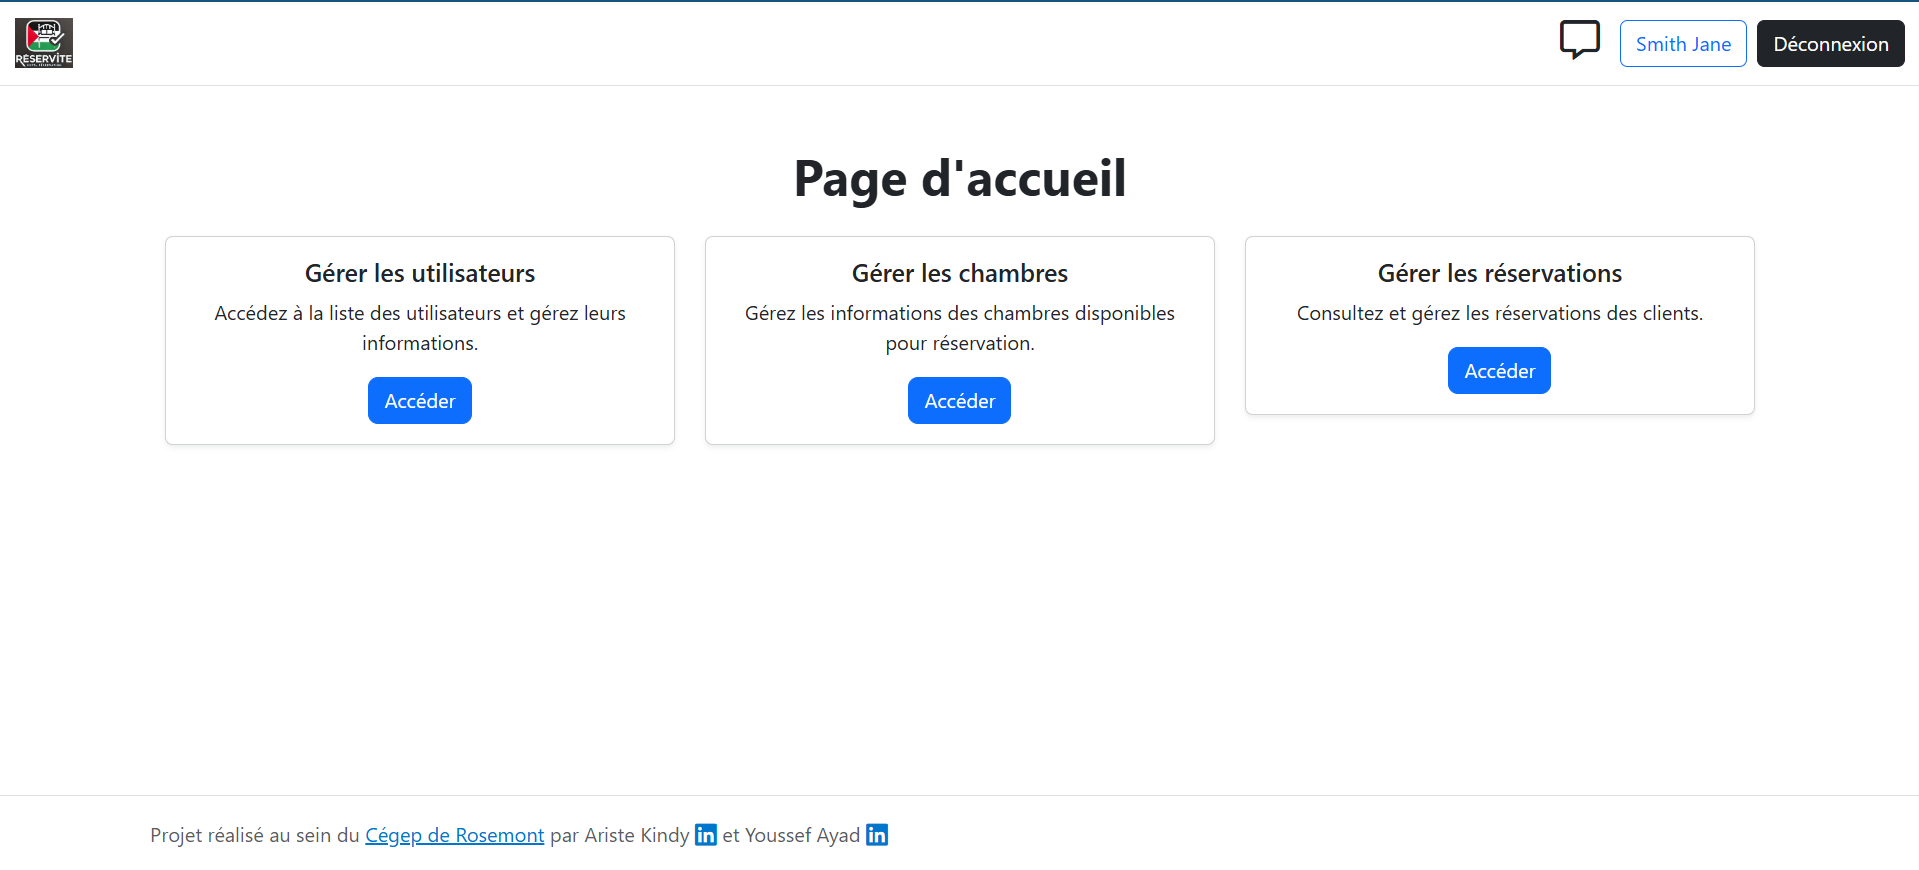 RÉSERVİTE
Smith Jane
Déconnexion
Page d'accueil
Gérer les utilisateurs
Accédez à la liste des utilisateurs et gérez leurs
informations.
Accéder
Gérer les chambres
Gérez les informations des chambres disponibles
pour réservation.
Accéder
Gérer les réservations
Consultez et gérez les réservations des clients.
Accéder
Projet réalisé au sein du Cégep de Rosemont par Ariste Kindy in et Youssef Ayad in